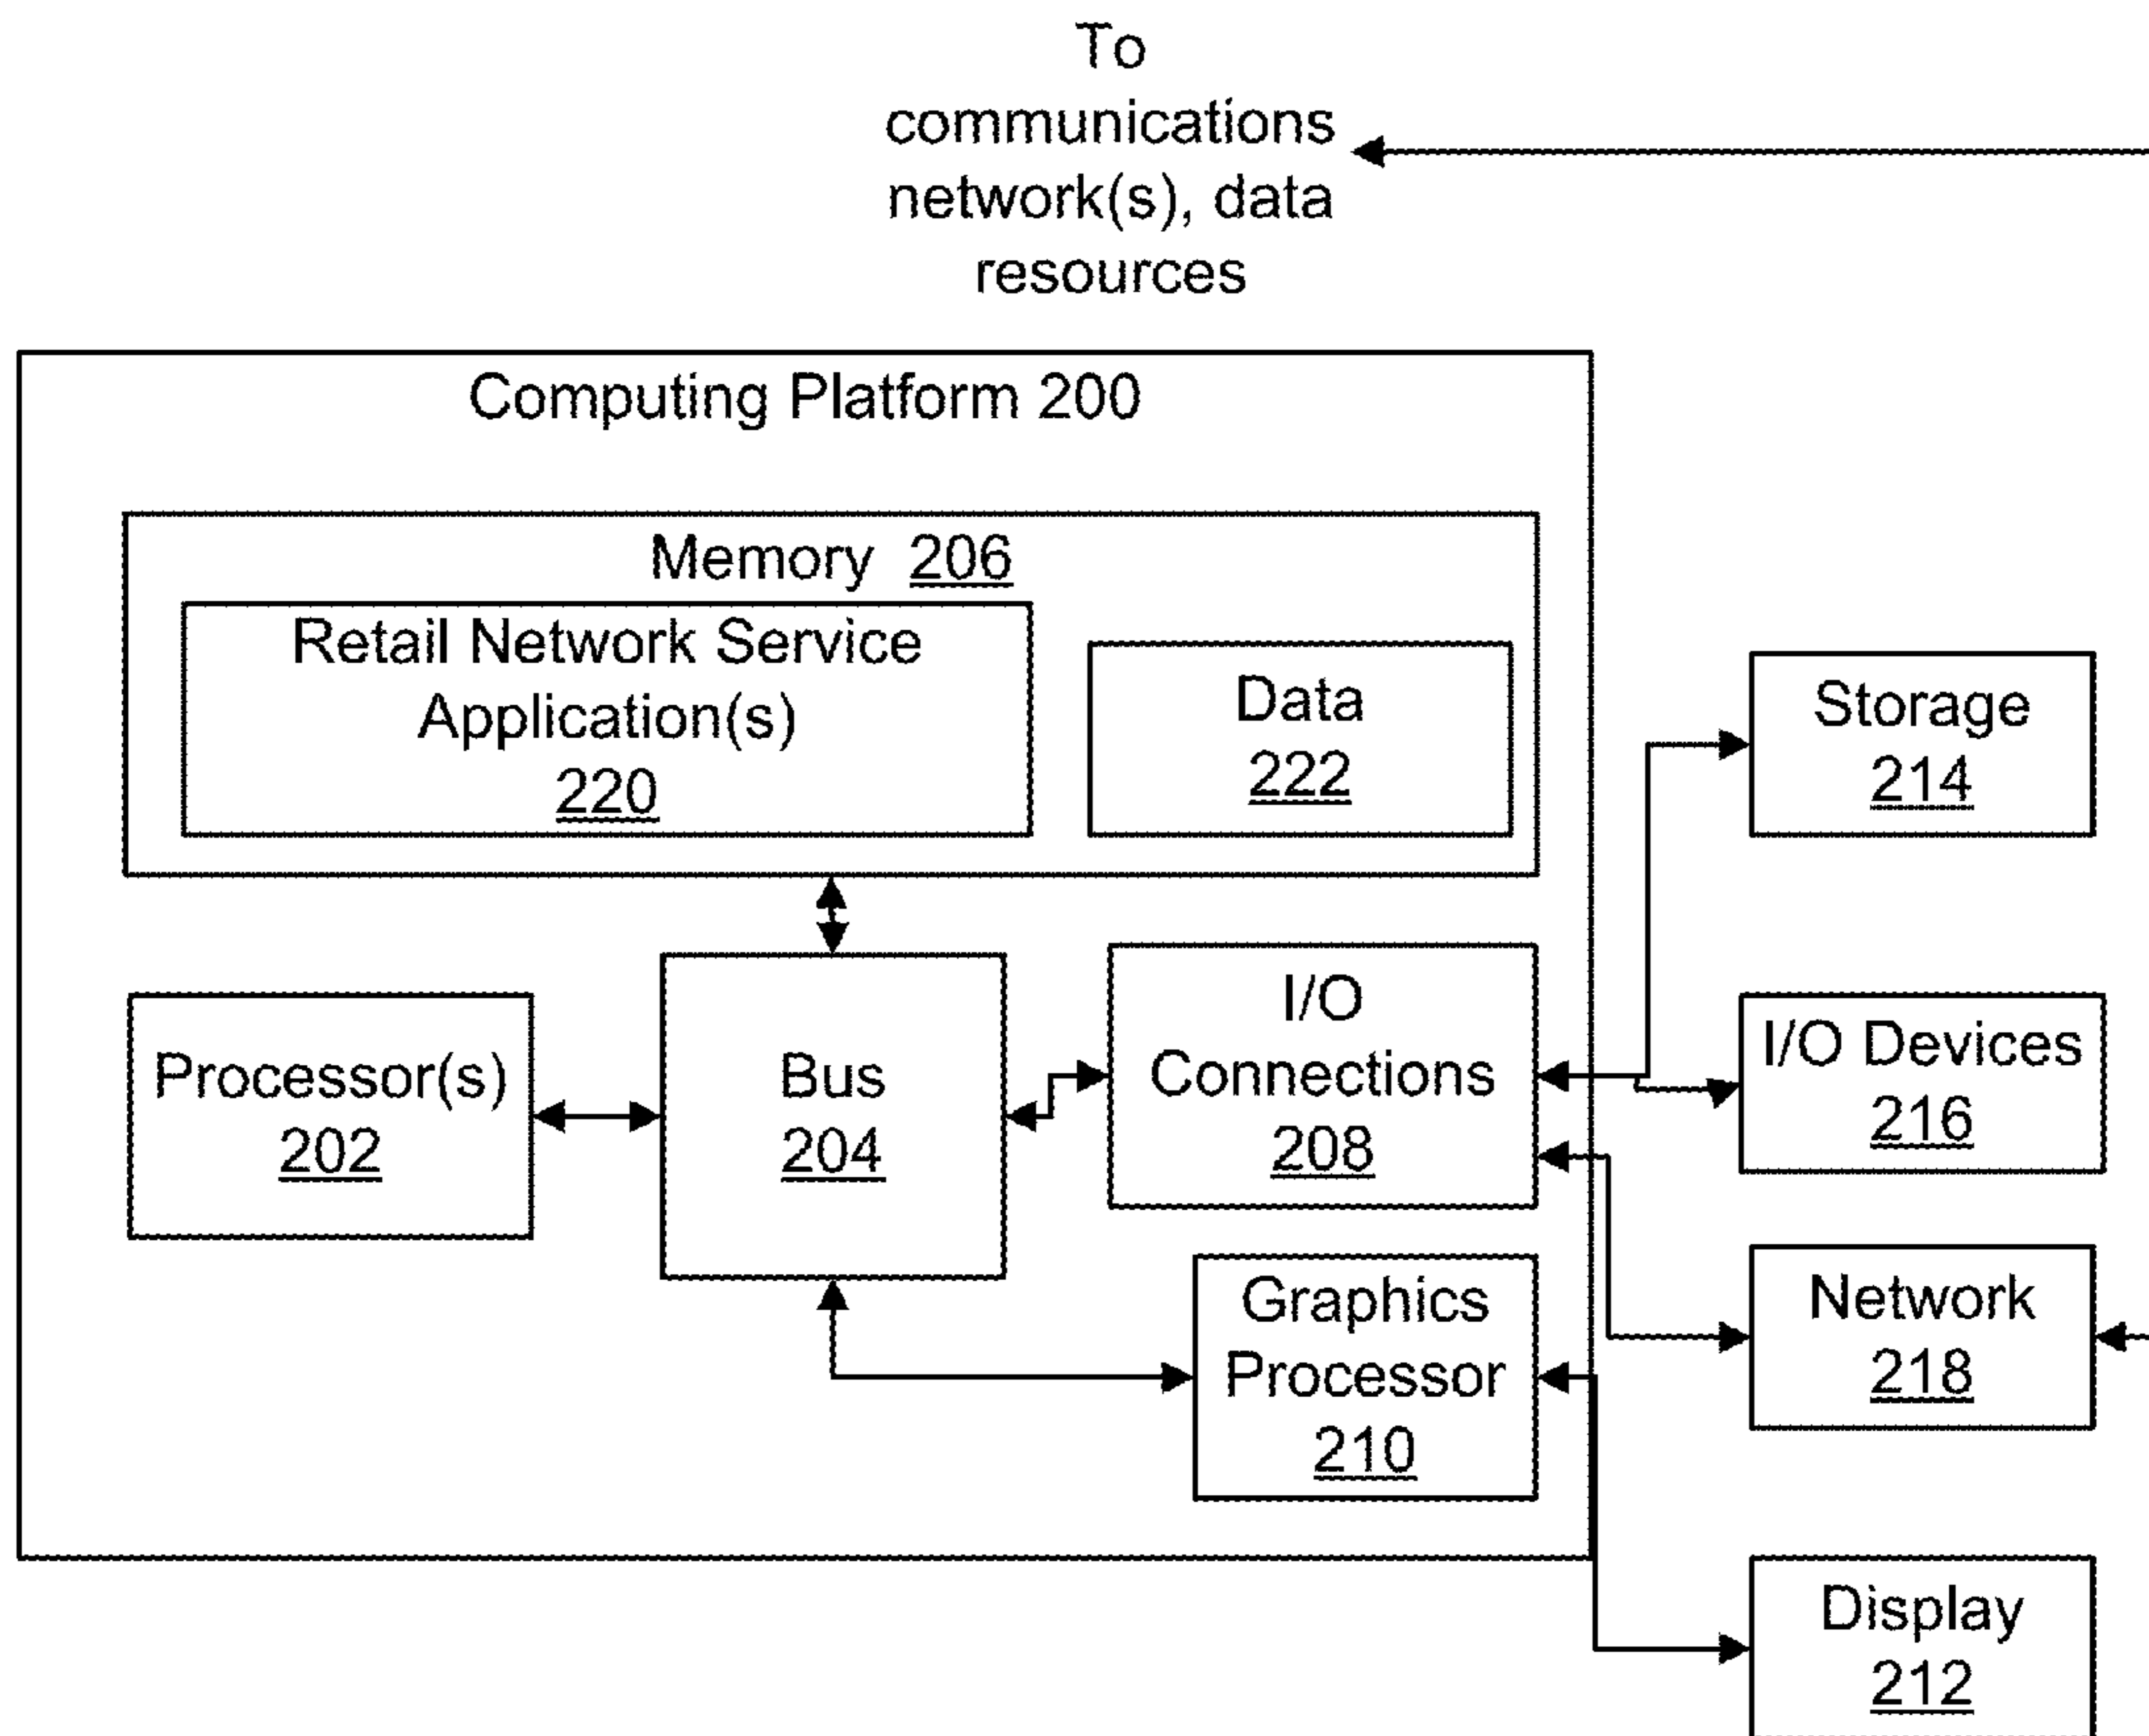 To
communications
network(s), data
resources
Computing Platform 200
Memory 206
Retail Network Service
Application(s)
220
Data
222
Storage
214
Processor(s)
202
Bus
204
I/O
Connections
208
I/O Devices
216
Graphics
Processor
210
Network
218
Display
212